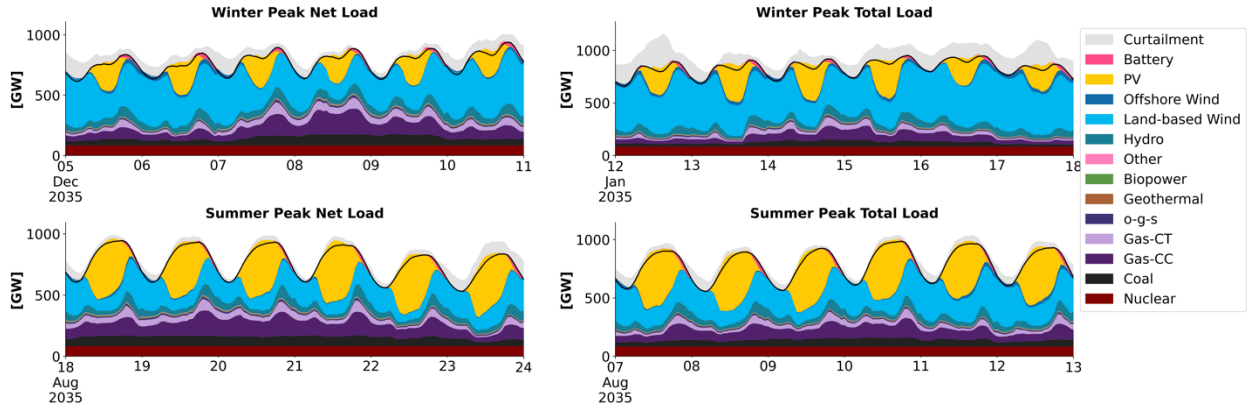 Winter Peak Net Load
[GW]
1000
500
0
05 06 07 08 09 10 11
Dec
2035
Winter Peak Total Load
[GW]
1000
500
0
12 13 14 15 16 17 18
Jan
2035
Summer Peak Net Load
[GW]
1000
500
0
18 19 20 21 22 23 24
Aug
2035
Summer Peak Total Load
[GW]
1000
500
0
07 08 09 10 11 12 13
Aug
2035
Curtailment
Battery
PV
Offshore Wind
Land-based Wind
Hydro
Other
Biopower
Geothermal
o-g-s
Gas-CT
Gas-CC
Coal
Nuclear